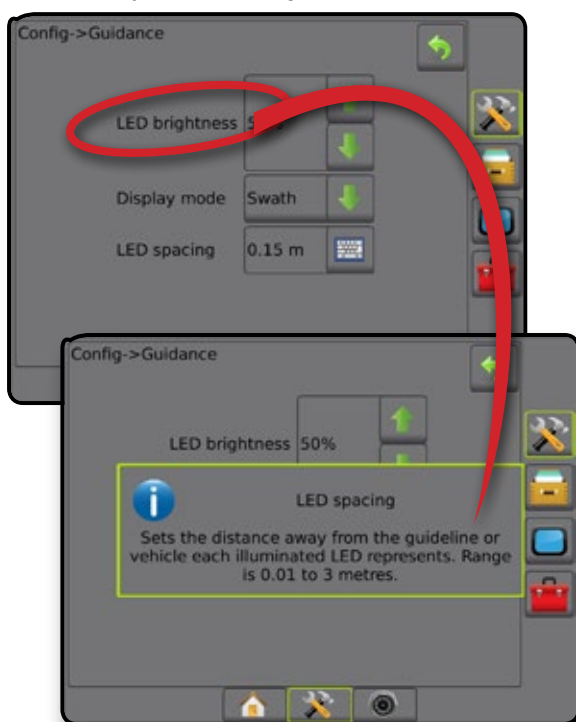 Config->Guidance
LED brightness
Display mode Swath
LED spacing 0.15 m
Config->Guidance
LED brightness 50%
LED spacing
Sets the distance away from the guideline or
vehicle each illuminated LED represents. Range
is 0.01 to 3 metres.